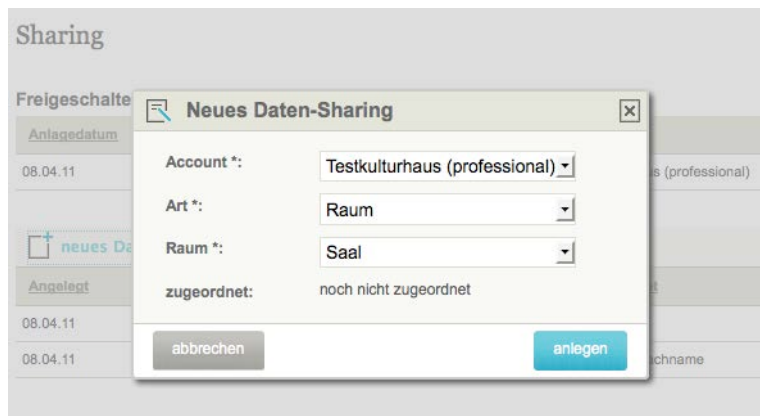 Sharing
Freigeschalte
Neues Daten-Sharing
Anlagedatum
Account *:
Testkulturhaus (professional)
08.04.11
s (professional)
Art *:
Raum
Raum *:
Saal
neues Da
zugeordnet:
noch nicht zugeordnet
Angelegt
08.04.11
abbrechen
anlegen
08.04.11
achname